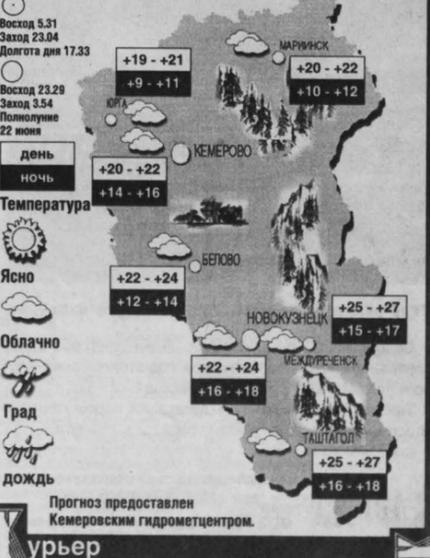 Восход 5.31
Заход 23.04
Долгота дня 17.33
Восход 23.29
Заход 3.54
Полнолуние
22 июня
день
ночь
Температура
Ясно
Облачно
Град
дождь
МАРИИНСК
+20 - +22
+10 - +12
+19 - +21
+9 - +11
ЮРГА
КЕМЕРОВО
+20 - +22
+14 - +16
БЕЛОВО
+22 - +24
+12 - +14
НОВОКУЗНЕЦК
+22 - +24
+16 - +18
+25 - +27
+15 - +17
МЕЖДУРЕЧЕНСК
ТАШТАГОЛ
+25 - +27
+16 - +18
Прогноз предоставлен
Кемеровским гидрометцентром.
Курьер